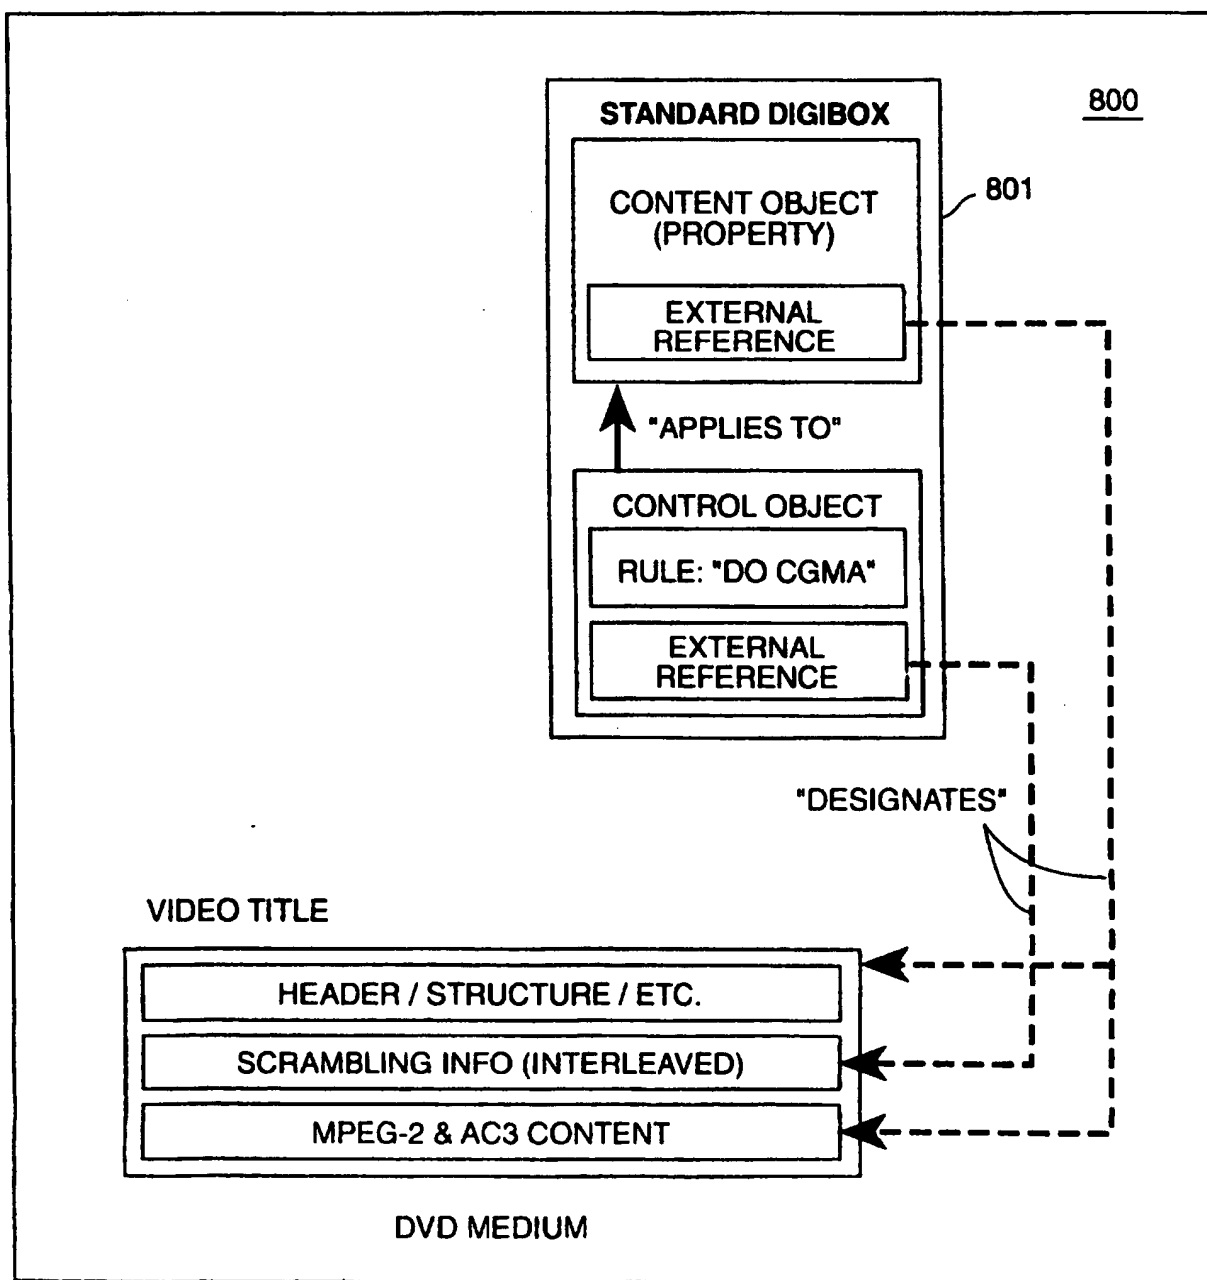 800
STANDARD DIGIBOX
801
CONTENT OBJECT
(PROPERTY)
EXTERNAL
REFERENCE
"APPLIES TO"
CONTROL OBJECT
RULE: "DO CGMA"
EXTERNAL
REFERENCE
"DESIGNATES"
VIDEO TITLE
HEADER / STRUCTURE / ETC.
SCRAMBLING INFO (INTERLEAVED)
MPEG-2 & AC3 CONTENT
DVD MEDIUM